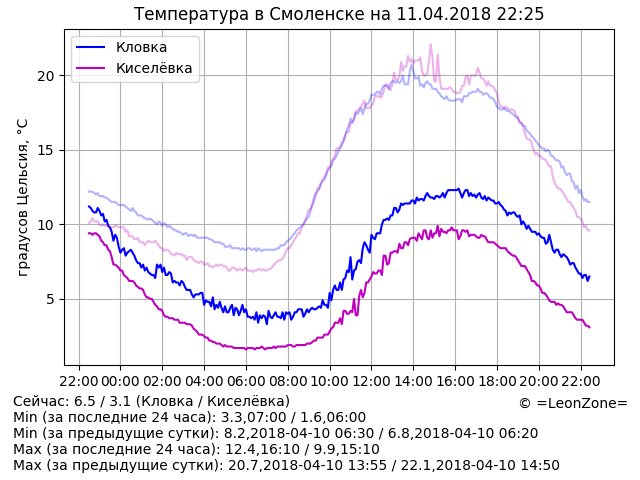 Температура в Смоленске на 11.04.2018 22:25
Кловка
Киселёвка
градусов Цельсия, °C
20
15
10
5
22:00 00:00 02:00 04:00 06:00 08:00 10:00 12:00 14:00 16:00 18:00 20:00 22:00
Сейчас: 6.5 / 3.1 (Кловка / Киселёвка)
© =LeonZone=
Min (за последние 24 часа): 3.3,07:00 / 1.6,06:00
Min (за предыдущие сутки): 8.2,2018-04-10 06:30 / 6.8,2018-04-10 06:20
Max (за последние 24 часа): 12.4,16:10 / 9.9,15:10
Max (за предыдущие сутки): 20.7,2018-04-10 13:55 / 22.1,2018-04-10 14:50